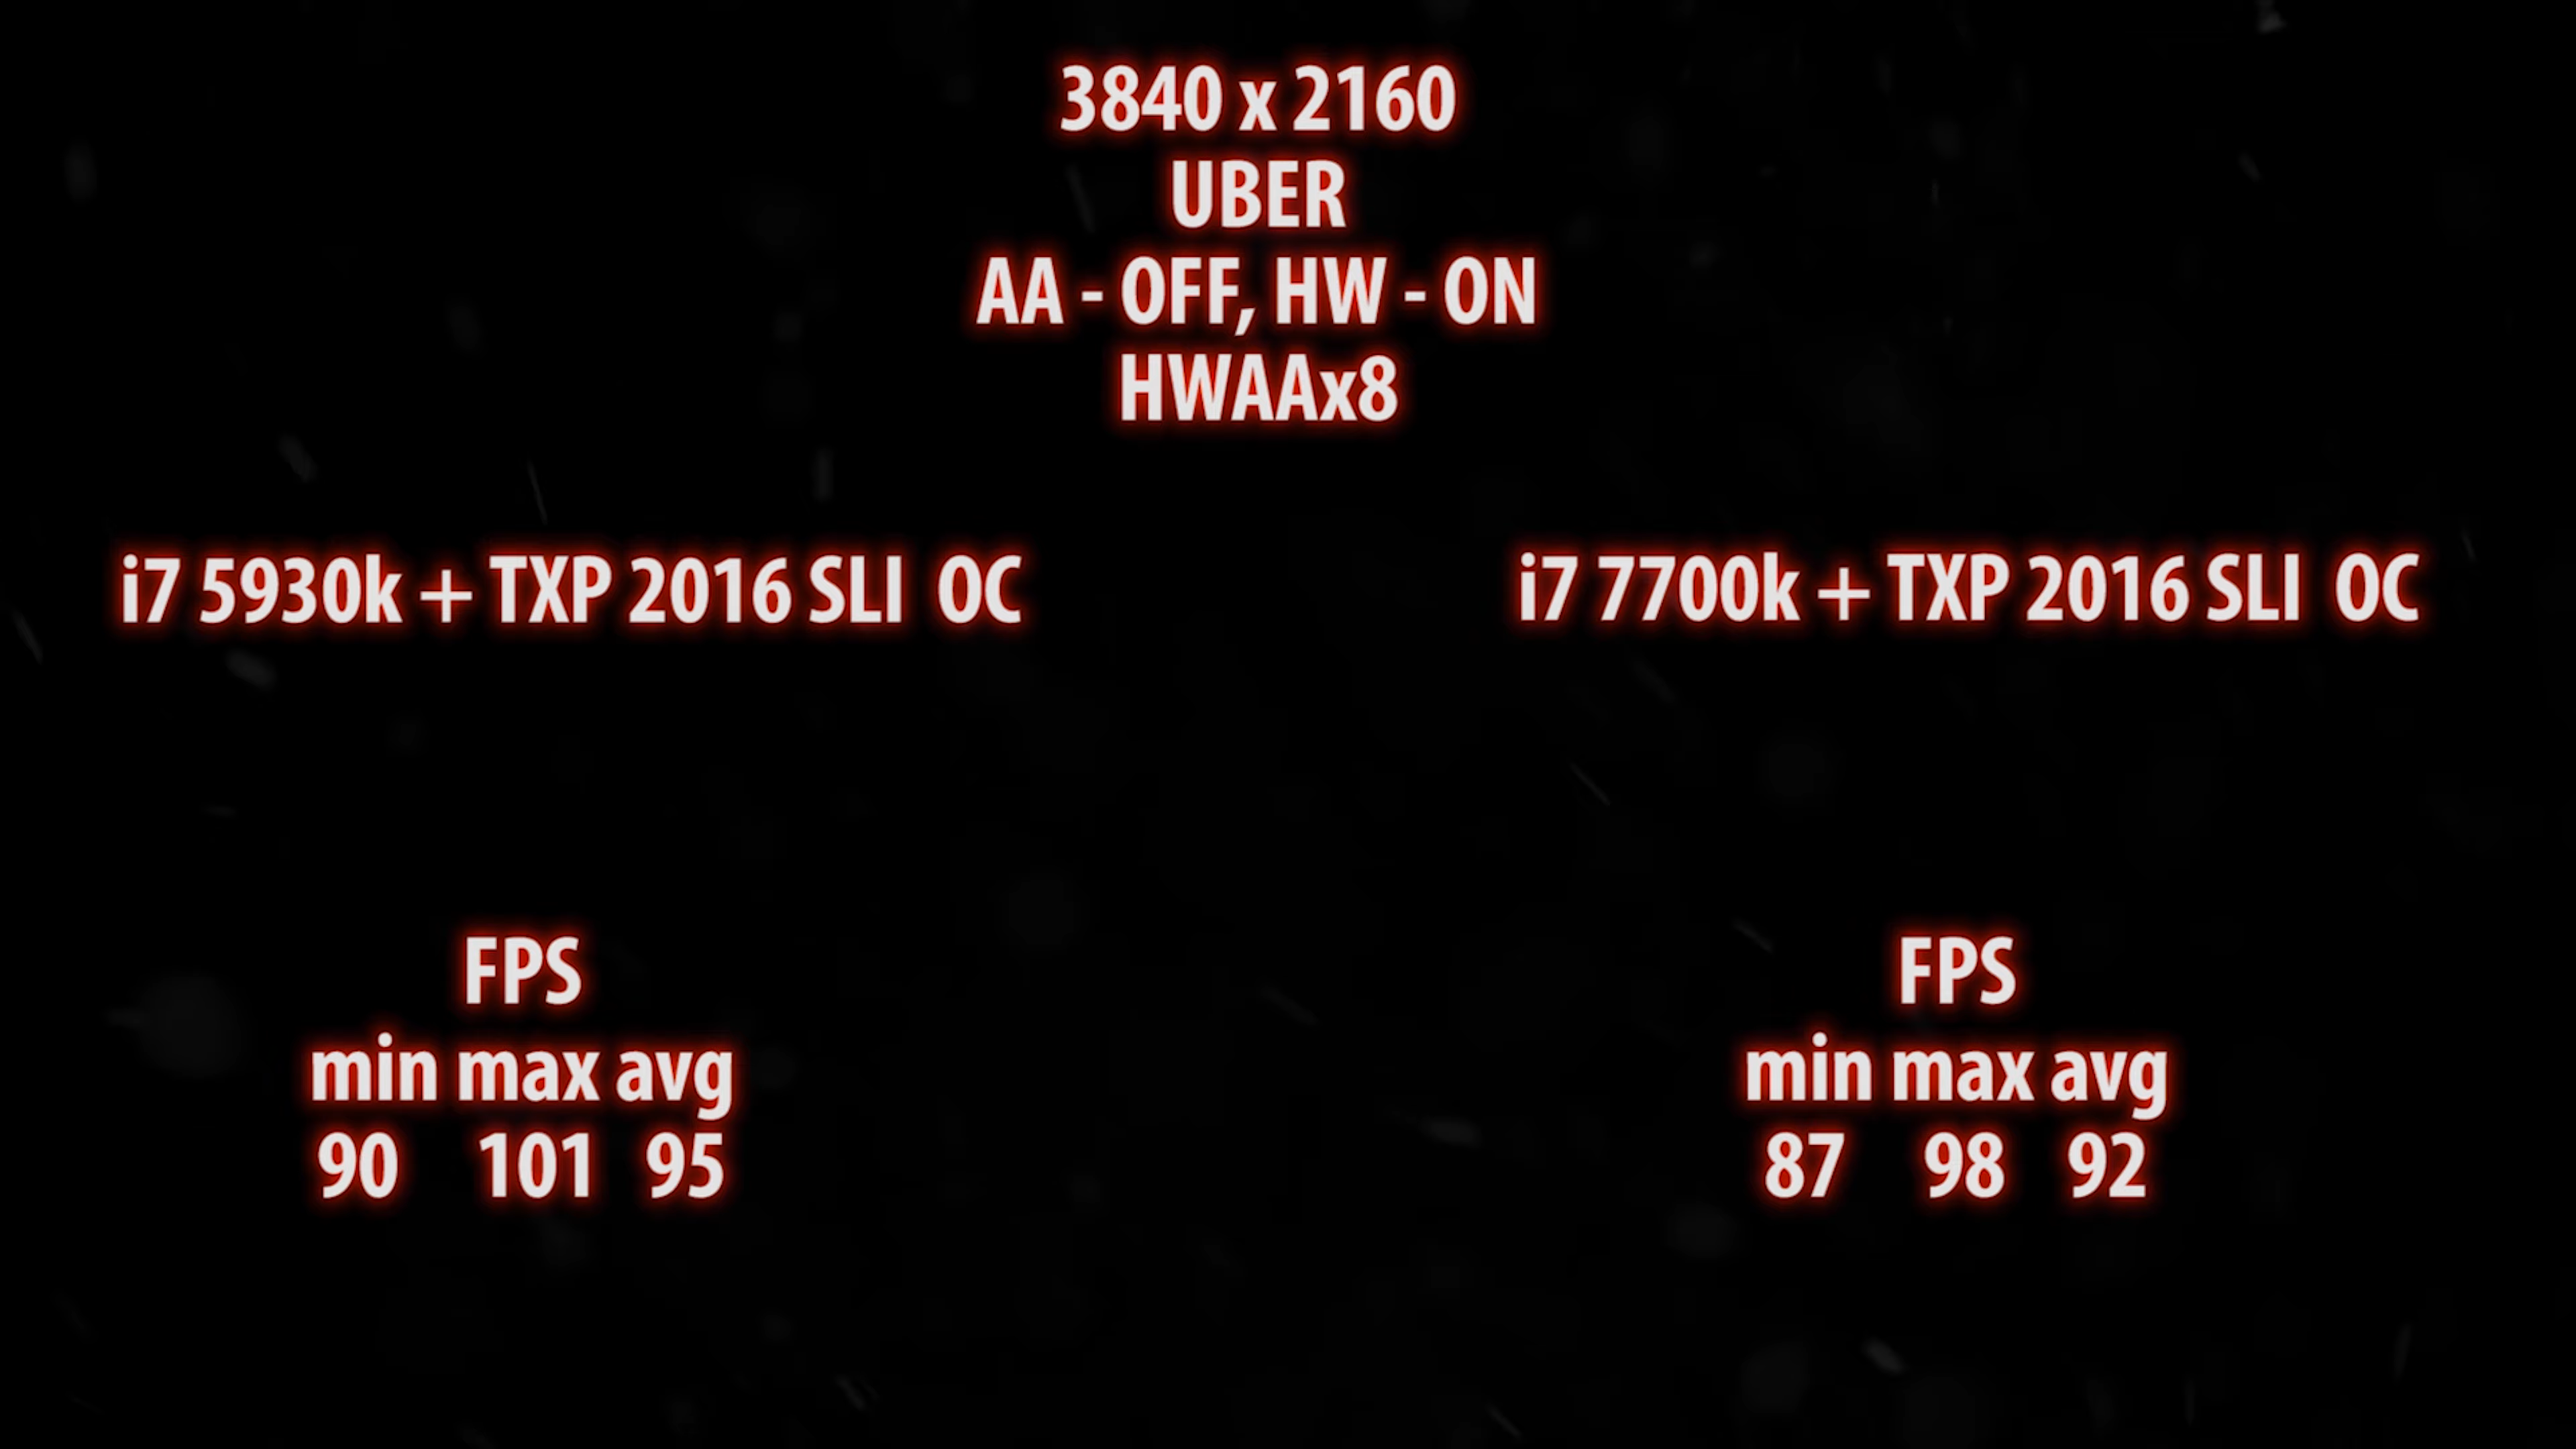 3840 x 2160
UBER
AA - OFF, HW - ON
HWAAx8
i7 5930k + TXP 2016 SLI OC
i7 7700k + TXP 2016 SLI OC
FPS
min max avg
90 101 95
FPS
min max avg
87 98 92